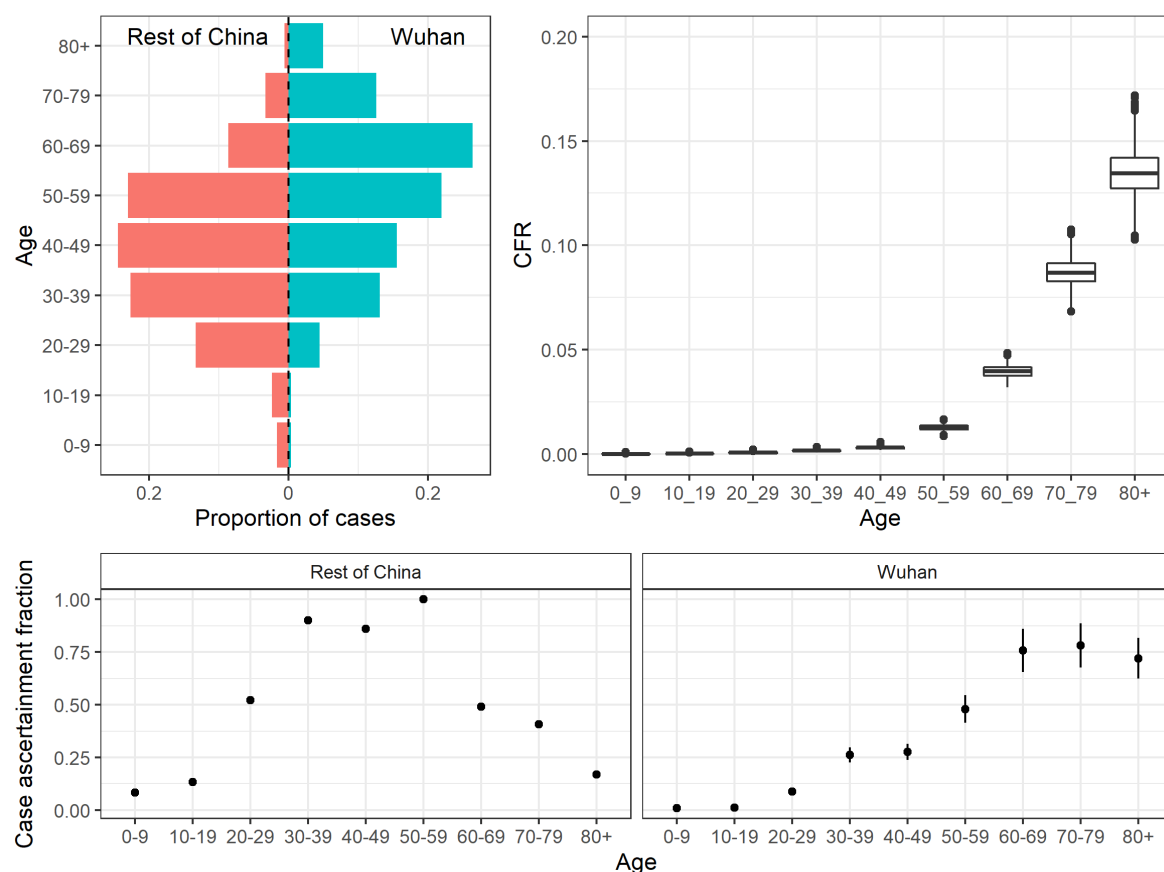 Rest of China
Wuhan
Age
80+
70-79
60-69
50-59
40-49
30-39
20-29
10-19
0-9
0.2 0 0.2
Proportion of cases
CFR
0.20
0.15
0.10
0.05
0.00
0_9 10_19 20_29 30_39 40_49 50_59 60_69 70_79 80+
Age
Case ascertainment fraction
Rest of China
Wuhan
1.00
0.75
0.50
0.25
0.00
0-9 10-19 20-29 30-39 40-49 50-59 60-69 70-79 80+
0-9 10-19 20-29 30-39 40-49 50-59 60-69 70-79 80+
Age